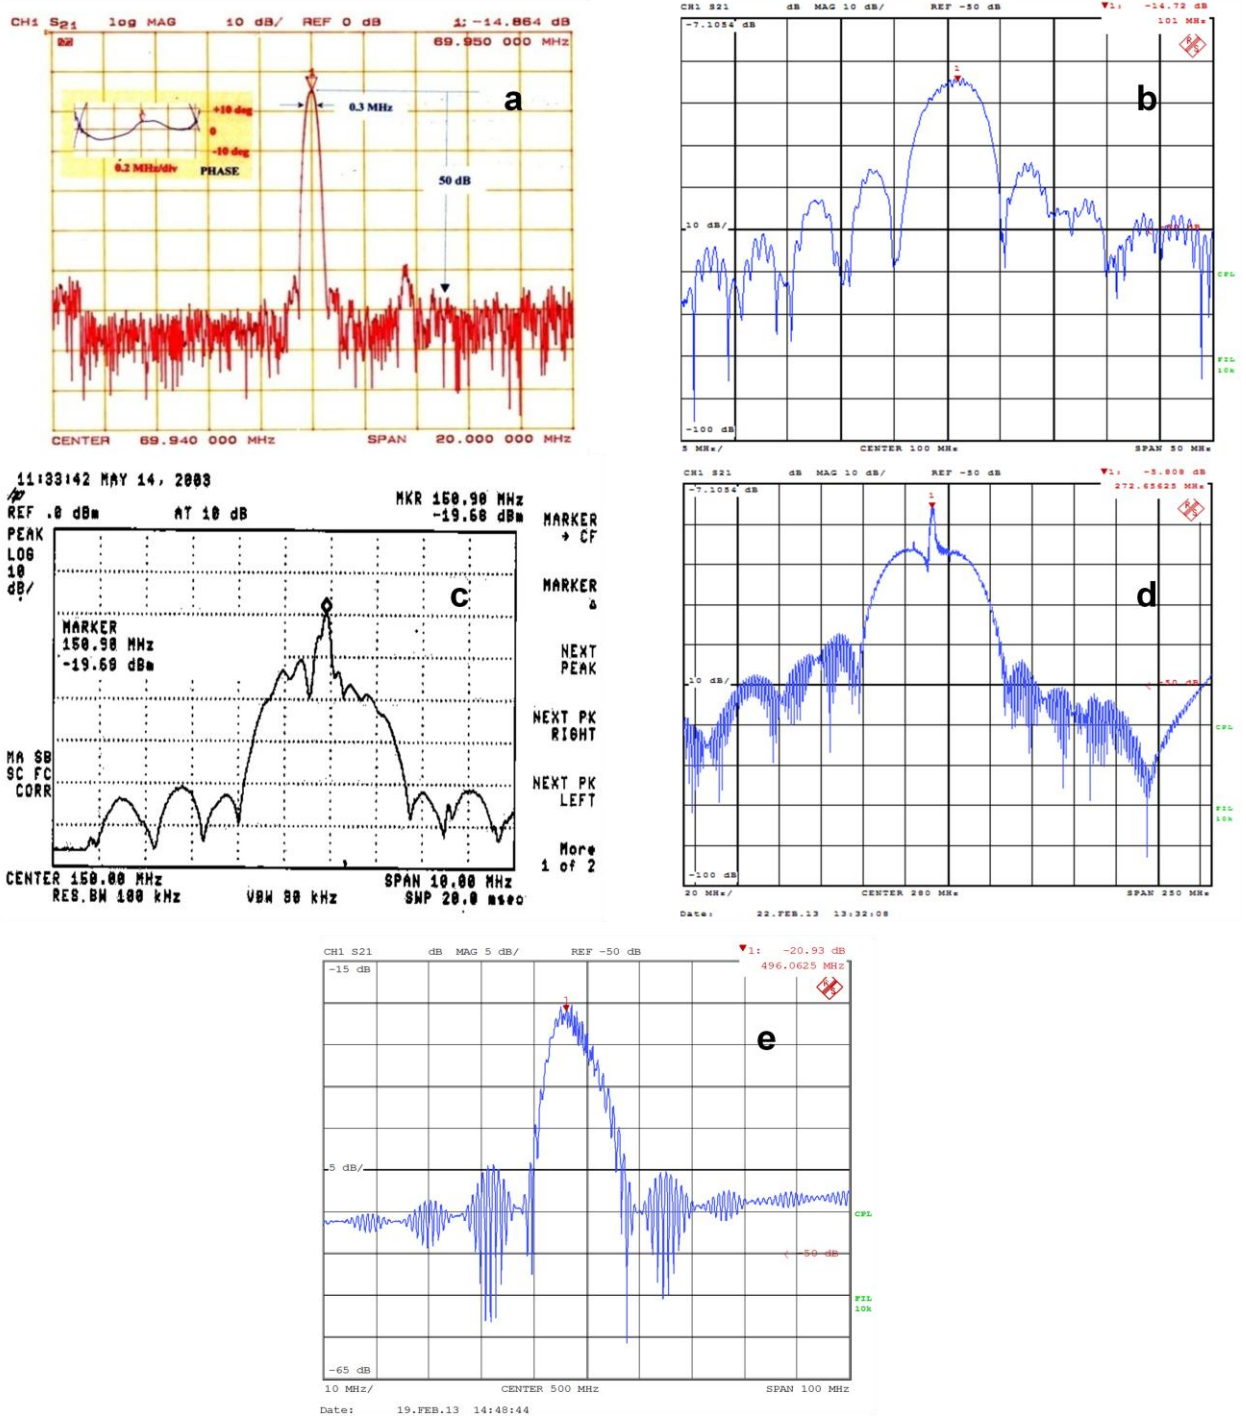 CH1 S21 log MAG 10 dB/ REF 0 dB 1:-14.864 dB
69.950 000 MHz
a
0.3 MHz
+10 deg
0
-10 deg
0.2 MHz/div PHASE
50 dB
CENTER 69.940 000 MHz SPAN 20.000 000 MHz
CH1 S21 dB MAG 10 dB/ REF -50 dB 1: -14.72 dB
101 MHz
-7.1054 dB
1
b
10 dB/
CPL
FIL
10k
-100 dB
5 MHz/ CENTER 100 MHz SPAN 50 MHz
11:33:42 MAY 14, 2003
hp
REF .0 dBm AT 10 dB
MKR 150.90 MHz
-19.68 dBm
PEAK
LOG
10
dB/
MARKER
150.90 MHz
-19.68 dBm
c
MA SB
SC FC
CORR
MARKER
→ CF
MARKER
Δ
NEXT
PEAK
NEXT PK
RIGHT
NEXT PK
LEFT
More
1 of 2
CENTER 150.00 MHz SPAN 10.00 MHz
RES.BW 100 kHz VBW 30 kHz SWP 20.0 msec
CH1 S21 dB MAG 10 dB/ REF -50 dB 1: -5.808 dB
272.65625 MHz
-7.1054 dB
1
d
10 dB/
-50 dB
CPL
FIL
10k
-100 dB
20 MHz/ CENTER 280 MHz SPAN 250 MHz
Date: 22.FEB.13 13:32:08
CH1 S21 dB MAG 5 dB/ REF -50 dB 1: -20.93 dB
496.0625 MHz
-15 dB
1
e
5 dB/
CPL
-50 dB
FIL
10k
-65 dB
10 MHz/ CENTER 500 MHz SPAN 100 MHz
Date: 19.FEB.13 14:48:44